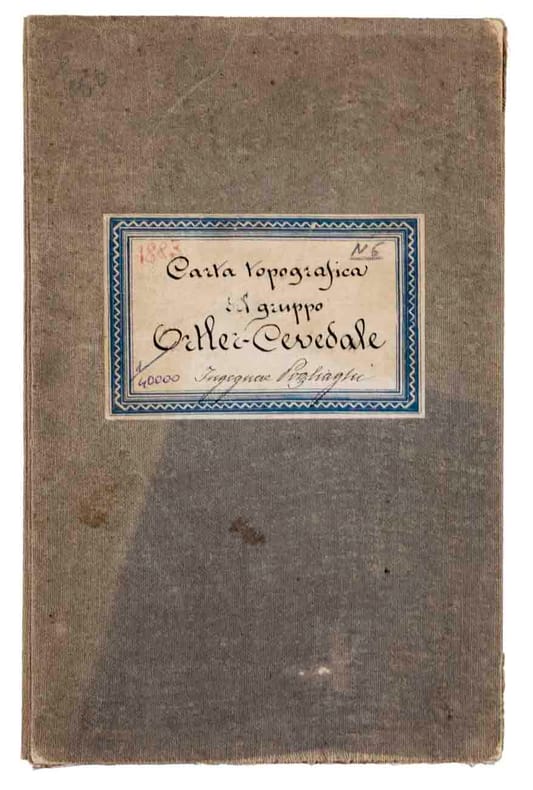 1883 N 6
Carta topografica
del gruppo
Ortler-Cevedale
1/40000 Ingegnere Pogliaghi